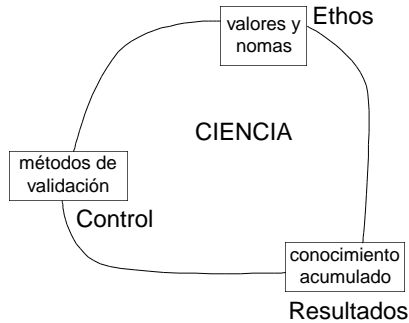 Ethos
valores y
nomas
CIENCIA
métodos de
validación
Control
conocimiento
acumulado
Resultados